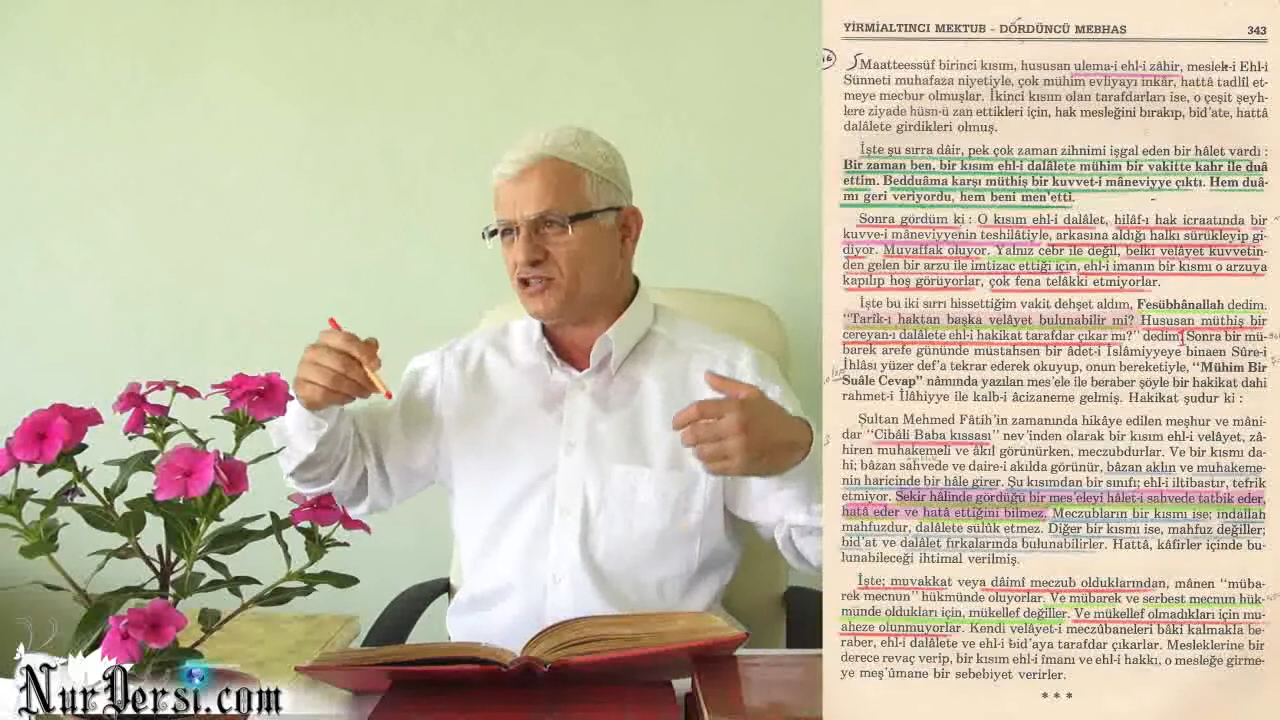 YİRMİALTINCI MEKTUB - DÖRDÜNCÜ MEBHAS 343
Maatteessüf birinci kısım, hususan ulema-i ehl-i zâhir, meslek-i Ehl-i
Sünneti muhafaza niyetiyle, çok mühim evliyayı inkâr, hattâ tadlîl et-
meye mecbur olmuşlar. İkinci kısım olan tarafdarları ise, o çeşit şeyh-
lere ziyade hüsn-ü zan ettikleri için, hak mesleğini bırakıp, bid'ate, hattâ
dalâlete girdikleri olmuş.
İşte şu sırra dâir, pek çok zaman zihnimi işgal eden bir hâlet vardı :
Bir zaman ben, bir kısım ehl-i dalâlete mühim bir vakitte kahr ile duâ
ettim. Bedduâma karşı müthiş bir kuvvet-i mâneviyye çıktı. Hem duâ-
mı geri veriyordu, hem beni men'etti.
Sonra gördüm ki : O kısım ehl-i dalâlet, hilâf-ı hak icraatında bir
kuvve-i mâneviyyenin teshilâtiyle, arkasına aldığı halkı sürükleyip gi-
diyor. Muvaffak oluyor. Yalnız cebr ile değil, belki velâyet kuvvetin-
den gelen bir arzu ile imtizac ettiği için, ehl-i imanın bir kısmı o arzuya
kapılıp hoş görüyorlar, çok fena telâkki etmiyorlar.
İşte bu iki sırrı hissettiğim vakit dehşet aldım, Fesübhânallah dedim.
"Tarîk-ı haktan başka velâyet bulunabilir mi? Hususan müthiş bir
cereyan-ı dalâlete ehl-i hakikat tarafdar çıkar mı?" dedim. Sonra bir mü-
barek arefe gününde müstahsen bir âdet-i İslâmiyyeye binaen Sûre-i
İhlâsı yüzer def'a tekrar ederek okuyup, onun bereketiyle, "Mühim Bir
Suâle Cevap" nâmında yazılan mes'ele ile beraber şöyle bir hakikat dahi
rahmet-i İlâhiyye ile kalb-i âcizaneme gelmiş. Hakikat şudur ki :
Sultan Mehmed Fâtih'in zamanında hikâye edilen meşhur ve mâni-
dar "Cibâli Baba kıssası" nev'inden olarak bir kısım ehl-i velâyet, zâ-
hiren muhakemeli ve âkıl görünürken, meczubdurlar. Ve bir kısmı da-
hi; bâzan sahvede ve daire-i akılda görünür, bâzan aklın ve muhakeme-
nin haricinde bir hâle girer. Şu kısımdan bir sınıfı; ehl-i iltibastır, tefrik
etmiyor. Sekir hâlinde gördüğü bir mes'eleyi hâlet-i sahvede tatbik eder,
hatâ eder ve hatâ ettiğini bilmez. Meczubların bir kısmı ise; indallah
mahfuzdur, dalâlete sülûk etmez. Diğer bir kısmı ise, mahfuz değiller;
bid'at ve dalâlet fırkalarında bulunabilirler. Hattâ, kâfirler içinde bu-
lunabileceği ihtimal verilmiş.
İşte; muvakkat veya dâimî meczub olduklarından, mânen "müba-
rek mecnun" hükmünde oluyorlar. Ve mübarek ve serbest mecnun hük-
münde oldukları için, mükellef değiller. Ve mükellef olmadıkları için mu-
aheze olunmuyorlar. Kendi velâyet-i meczûbaneleri bâki kalmakla be-
raber, ehl-i dalâlete ve ehl-i bid'aya tarafdar çıkarlar. Mesleklerine bir
derece revaç verip, bir kısım ehl-i îmanı ve ehl-i hakkı, o mesleğe girme-
ye meş'ûmane bir sebebiyet verirler.
* * *
NurDersi.com